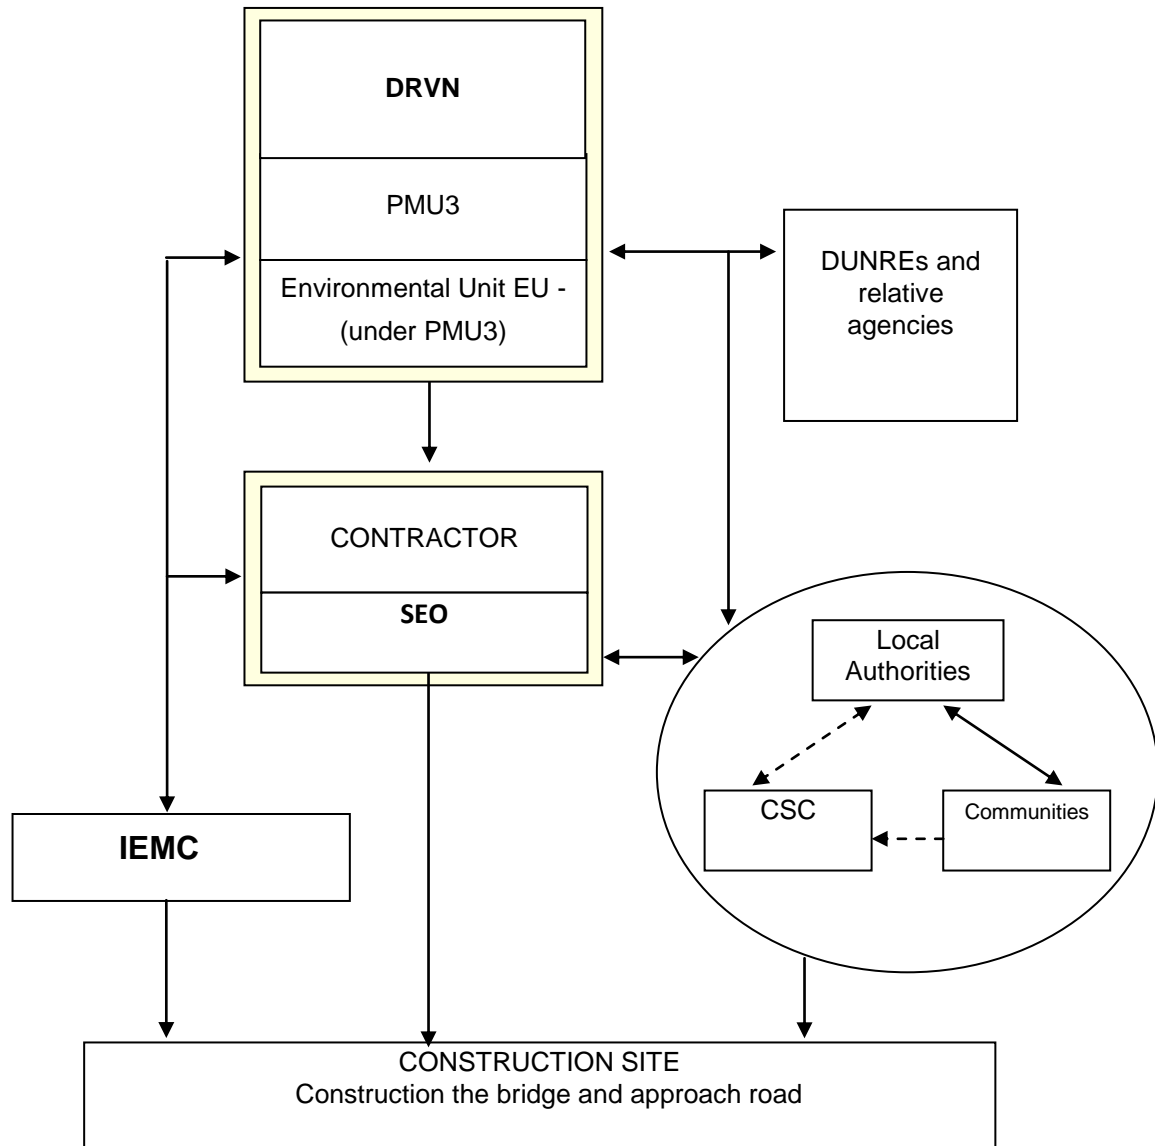 DRVN
PMU3
Environmental Unit EU -
(under PMU3)
DUNREs and
relative
agencies
CONTRACTOR
SEO
Local
Authorities
CSC
Communities
IEMC
CONSTRUCTION SITE
Construction the bridge and approach road